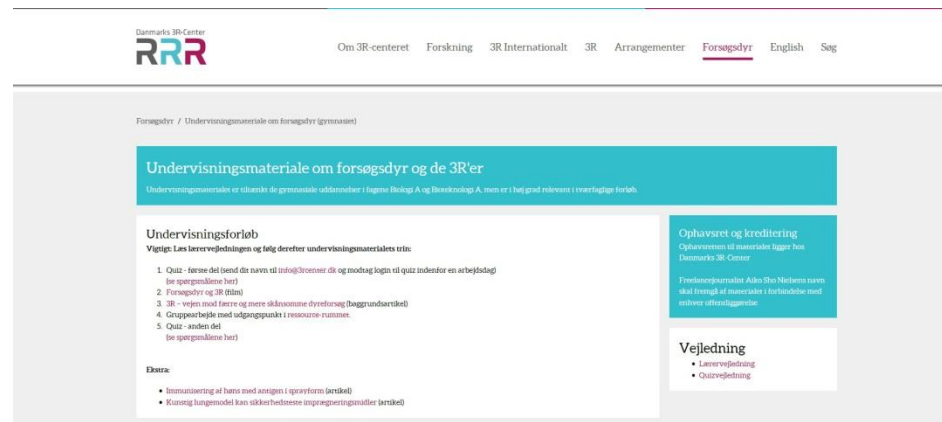 Danmarks 3R-Center
RRR
Om 3R-centeret Forskning 3R Internationalt 3R Arrangementer Forsøgsdyr English Søg
Forsøgsdyr / Undervisningsmateriale om forsøgsdyr (gymnasiet)
Undervisningsmateriale om forsøgsdyr og de 3R'er
Undervisningsmaterialet er tiltænkt de gymnasiale uddannelser i fagene Biologi A og Bioteknologi A, men er i høj grad relevant i tværfaglige forløb.
Undervisningsforløb
Vigtigt: Læs lærervejledningen og følg derefter undervisningsmaterialets trin:
1. Quiz - første del (send dit navn til info@3rcenter.dk og modtag login til quiz indenfor en arbejdsdag)
(se spørgsmålene her)
2. Forsøgsdyr og 3R (film)
3. 3R – vejen mod færre og mere skånsomme dyreforsøg (baggrundsartikel)
4. Gruppearbejde med udgangspunkt i ressource-rummet.
5. Quiz - anden del
(se spørgsmålene her)
Ekstra:
• Immunisering af høns med antigen i sprayform (artikel)
• Kunstig lungemodel kan sikkerhedsteste imprægneringsmidler (artikel)
Ophavsret og kreditering
Ophavsretten til materialet ligger hos
Danmarks 3R-Center
Freelancejournalist Aiko Sho Nielsens navn
skal fremgå af materialet i forbindelse med
enhver offentliggørelse
Vejledning
• Lærervejledning
• Quizvejledning